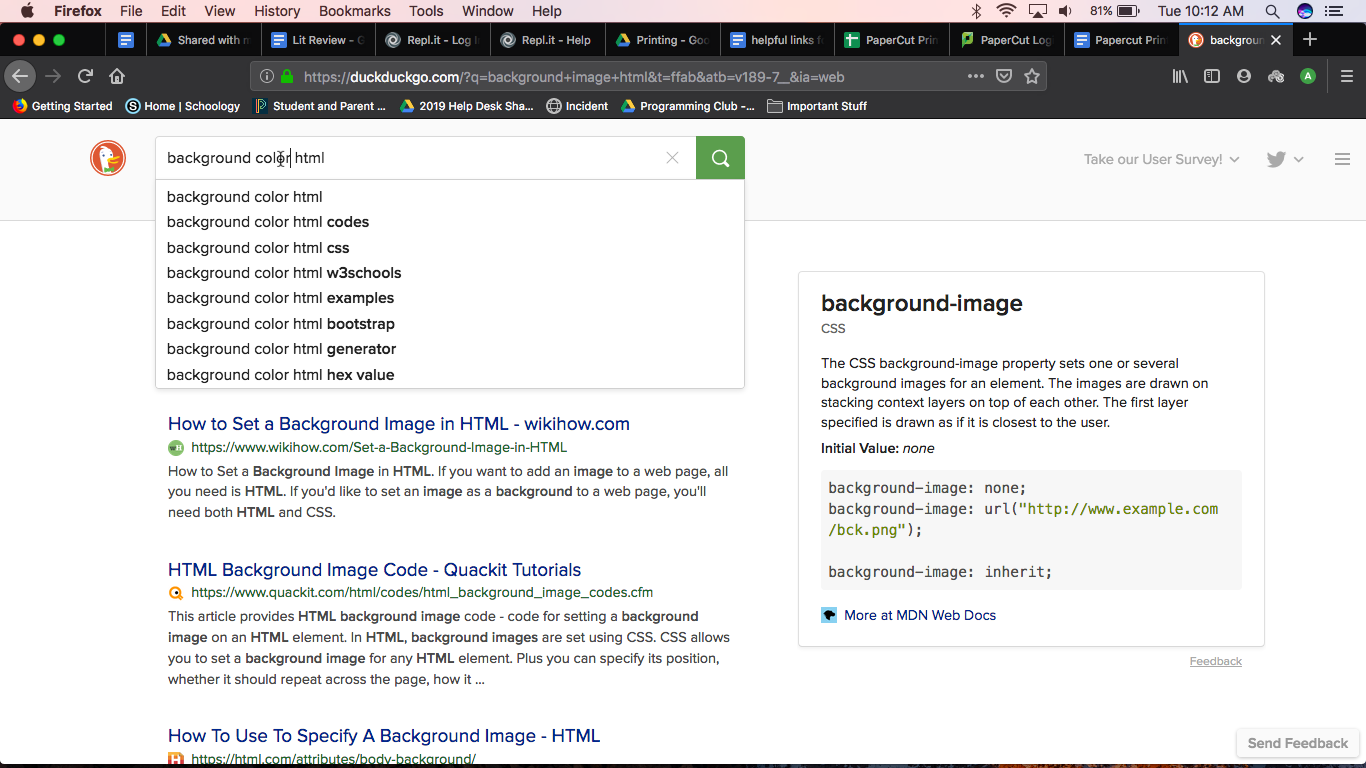 Firefox File Edit View History Bookmarks Tools Window Help 81% Tue 10:12 AM
Shared with m Lit Review - G Repl.it - Log I Repl.it - Help Printing - Goo helpful links f PaperCut Prin PaperCut Log Papercut Prin backgroun
https://duckduckgo.com/?q=background+image+html&t=ffab&atb=v189-7__&ia=web A
Getting Started Home | Schoology Student and Parent ... 2019 Help Desk Sha... Incident Programming Club -... Important Stuff
background color html
Take our User Survey!
background color html
background color html codes
background color html css
background color html w3schools
background color html examples
background color html bootstrap
background color html generator
background color html hex value
How to Set a Background Image in HTML - wikihow.com
https://www.wikihow.com/Set-a-Background-Image-in-HTML
How to Set a Background Image in HTML. If you want to add an image to a web page, all
you need is HTML. If you'd like to set an image as a background to a web page, you'll
need both HTML and CSS.
HTML Background Image Code - Quackit Tutorials
https://www.quackit.com/html/codes/html_background_image_codes.cfm
This article provides HTML background image code - code for setting a background
image on an HTML element. In HTML, background images are set using CSS. CSS allows
you to set a background image for any HTML element. Plus you can specify its position,
whether it should repeat across the page, how it ...
How To Use To Specify A Background Image - HTML
https://html.com/attributes/body-background/
background-image
CSS
The CSS background-image property sets one or several
background images for an element. The images are drawn on
stacking context layers on top of each other. The first layer
specified is drawn as if it is closest to the user.
Initial Value: none
background-image: none;
background-image: url("http://www.example.com
/bck.png");
background-image: inherit;
More at MDN Web Docs
Feedback
Send Feedback